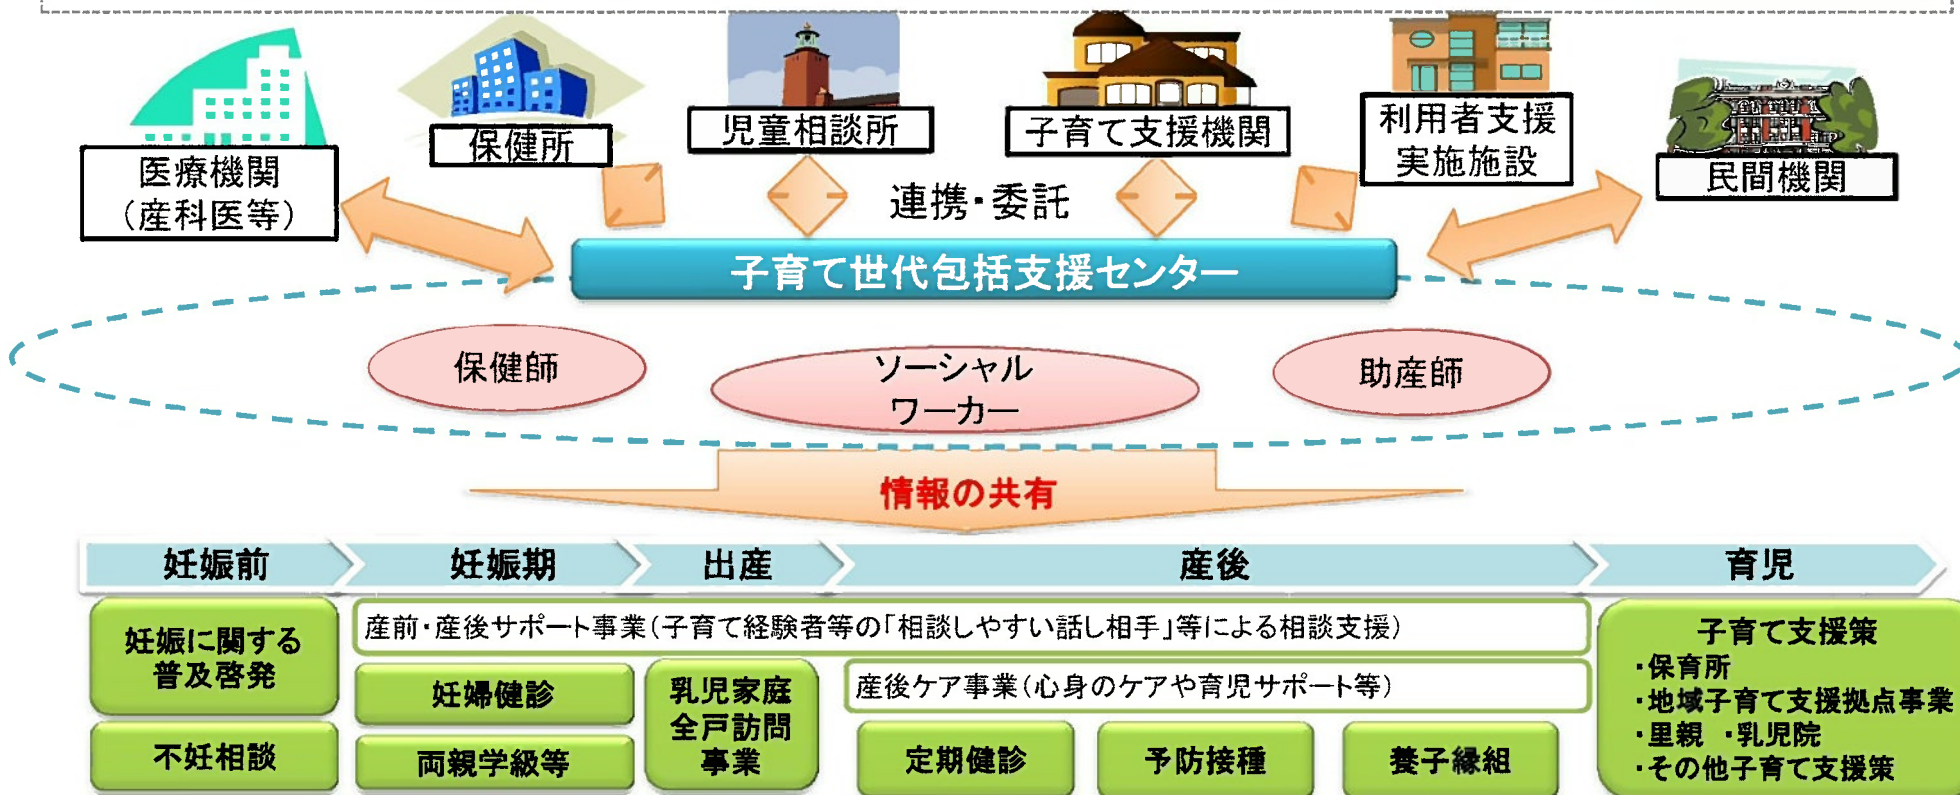 医療機関
（産科医等）
保健所
児童相談所
子育て支援機関
利用者支援
実施施設
民間機関
連携・委託
子育て世代包括支援センター
保健師
ソーシャル
ワーカー
助産師
情報の共有
妊娠前
妊娠期
出産
産後
育児
妊娠に関する
普及啓発
不妊相談
産前・産後サポート事業（子育て経験者等の「相談しやすい話し相手」等による相談支援）
妊婦健診
両親学級等
乳児家庭
全戸訪問
事業
産後ケア事業（心身のケアや育児サポート等）
定期健診
予防接種
養子縁組
子育て支援策
・保育所
・地域子育て支援拠点事業
・里親 ・乳児院
・その他子育て支援策